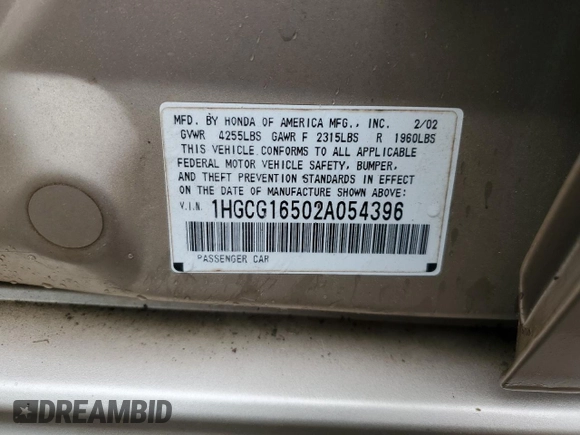 MFD. BY HONDA OF AMERICA MFG., INC. 2/02
GVWR 4255LBS GAWR F 2315LBS R 1960LBS
THIS VEHICLE CONFORMS TO ALL APPLICABLE
FEDERAL MOTOR VEHICLE SAFETY, BUMPER,
AND THEFT PREVENTION STANDARDS IN EFFECT
ON THE DATE OF MANUFACTURE SHOWN ABOVE:
V.I.N. 1HGCG16502A054396
PASSENGER CAR
DREAMBID